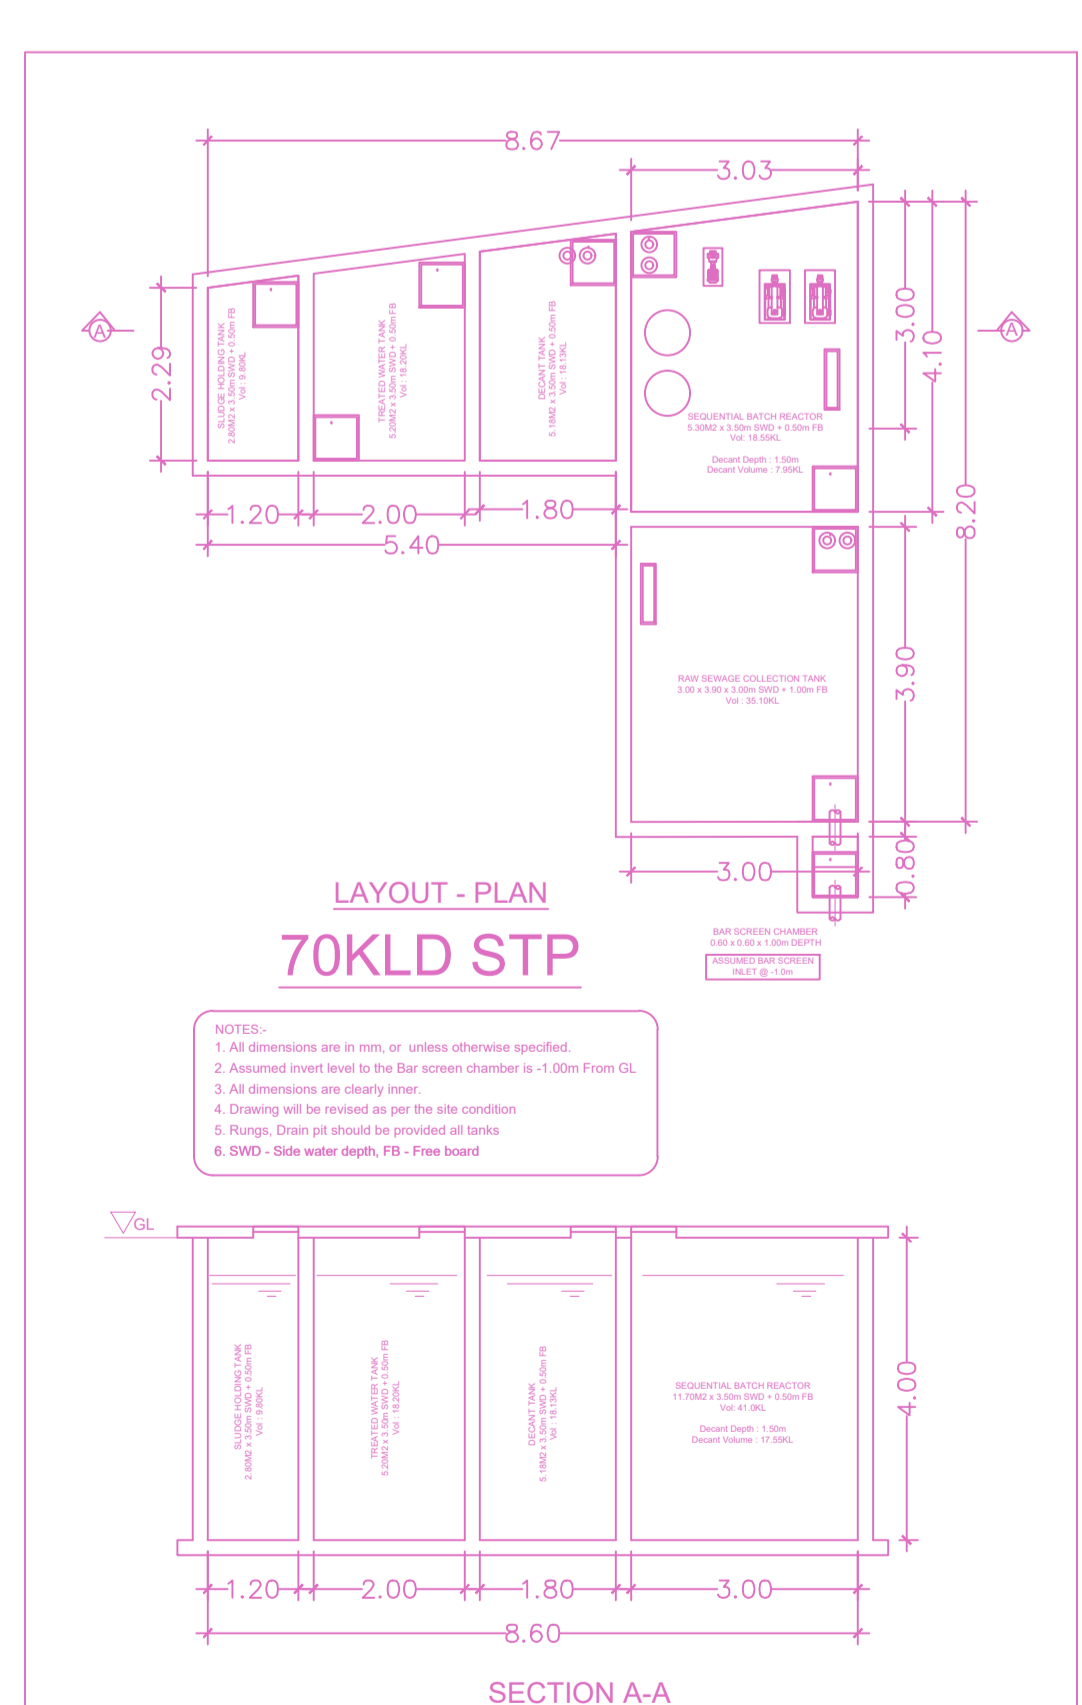 8.67
3.03
2.29
3.00
4.10
8.20
3.90
0.80
A
A
SLUDGE HOLDING TANK
2.80M2 x 3.50m SWD + 0.50m FB
Vol : 9.80KL
TREATED WATER TANK
5.20M2 x 3.50m SWD + 0.50m FB
Vol : 18.20KL
DECANT TANK
5.18M2 x 3.50m SWD + 0.50m FB
Vol : 18.13KL
SEQUENTIAL BATCH REACTOR
5.30M2 x 3.50m SWD + 0.50m FB
Vol: 18.55KL
Decant Depth : 1.50m
Decant Volume : 7.95KL
1.20
2.00
1.80
5.40
RAW SEWAGE COLLECTION TANK
3.00 x 3.90 x 3.00m SWD + 1.00m FB
Vol : 35.10KL
3.00
BAR SCREEN CHAMBER
0.60 x 0.60 x 1.00m DEPTH
ASSUMED BAR SCREEN
INLET @ -1.0m
LAYOUT - PLAN
70KLD STP
NOTES:-
1. All dimensions are in mm, or unless otherwise specified.
2. Assumed invert level to the Bar screen chamber is -1.00m From GL
3. All dimensions are clearly inner.
4. Drawing will be revised as per the site condition
5. Rungs, Drain pit should be provided all tanks
6. SWD - Side water depth, FB - Free board
GL
SLUDGE HOLDING TANK
2.80M2 x 3.50m SWD + 0.50m FB
Vol : 9.80KL
TREATED WATER TANK
5.20M2 x 3.50m SWD + 0.50m FB
Vol : 18.20KL
DECANT TANK
5.18M2 x 3.50m SWD + 0.50m FB
Vol : 18.13KL
SEQUENTIAL BATCH REACTOR
11.70M2 x 3.50m SWD + 0.50m FB
Vol: 41.0KL
Decant Depth : 1.50m
Decant Volume : 17.55KL
4.00
1.20
2.00
1.80
3.00
8.60
SECTION A-A